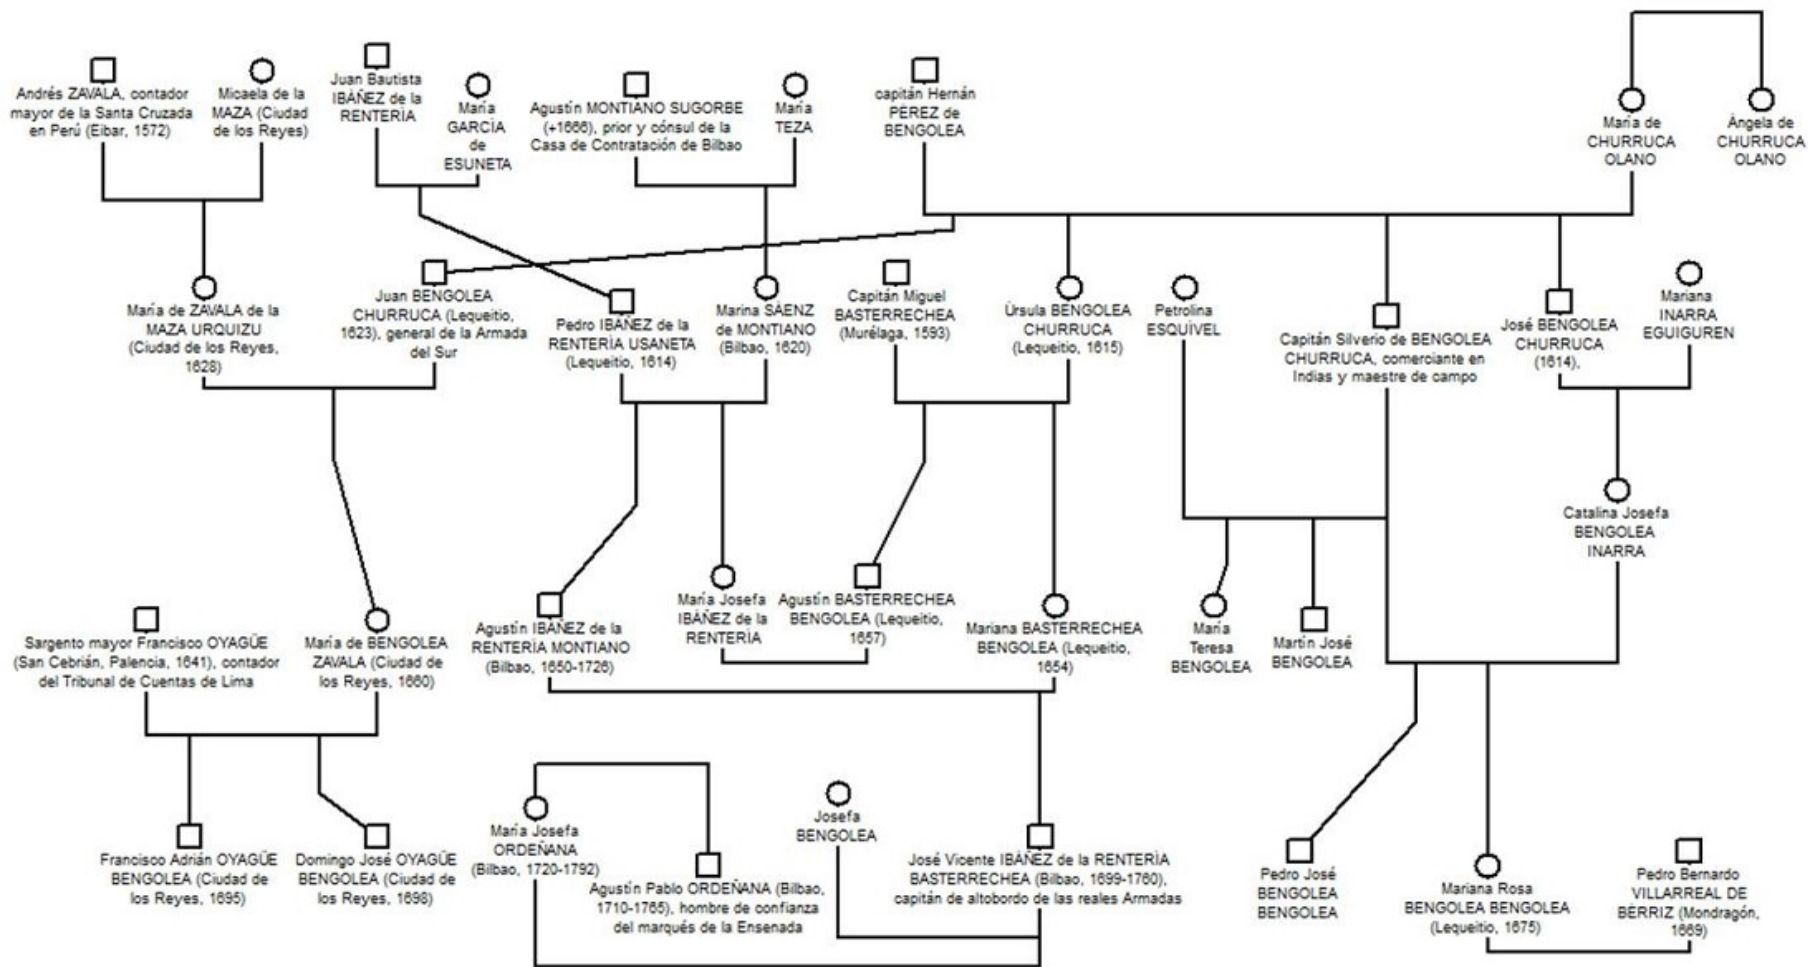 Andrés ZAVALA, contador
mayor de la Santa Cruzada
en Perú (Eibar, 1572)
Micaela de la
MAZA (Ciudad
de los Reyes)
Juan Bautista
IBÁÑEZ de la
RENTERÍA
María
GARCÍA
de
ESUNETA
Agustín MONTIANO SUGORBE
(+1666), prior y cónsul de la
Casa de Contratación de Bilbao
María
TEZA
capitán Hernán
PÉREZ de
BENGOLEA
María de
CHURRUCA
OLANO
Ángela de
CHURRUCA
OLANO
María de ZAVALA de la
MAZA URQUIZU
(Ciudad de los Reyes,
1628)
Juan BENGOLEA
CHURRUCA (Lequeitio,
1623), general de la Armada
del Sur
Pedro IBÁÑEZ de la
RENTERÍA USANETA
(Lequeitio, 1614)
Marina SÁENZ
de MONTIANO
(Bilbao, 1620)
Capitán Miguel
BASTERRECHEA
(Murélaga, 1593)
Úrsula BENGOLEA
CHURRUCA
(Lequeitio, 1615)
Petrolina
ESQUÍVEL
Capitán Silverio de BENGOLEA
CHURRUCA, comerciante en
Indias y maestre de campo
José BENGOLEA
CHURRUCA
(1614),
Mariana
INARRA
EGUIGUREN
Catalina Josefa
BENGOLEA
INARRA
Sargento mayor Francisco OYAGÜE
(San Cebrián, Palencia, 1641), contador
del Tribunal de Cuentas de Lima
María de BENGOLEA
ZAVALA (Ciudad de
los Reyes, 1660)
Agustín IBÁÑEZ de la
RENTERÍA MONTIANO
(Bilbao, 1650-1726)
María Josefa
IBÁÑEZ de la
RENTERÍA
Agustín BASTERRECHEA
BENGOLEA (Lequeitio,
1657)
Mariana BASTERRECHEA
BENGOLEA (Lequeitio,
1654)
María
Teresa
BENGOLEA
Martín José
BENGOLEA
Francisco Adrián OYAGÜE
BENGOLEA (Ciudad de
los Reyes, 1695)
Domingo José OYAGÜE
BENGOLEA (Ciudad de
los Reyes, 1698)
María Josefa
ORDEÑANA
(Bilbao, 1720-1792)
Agustín Pablo ORDEÑANA (Bilbao,
1710-1765), hombre de confianza
del marqués de la Ensenada
Josefa
BENGOLEA
José Vicente IBÁÑEZ de la RENTERÍA
BASTERRECHEA (Bilbao, 1699-1760),
capitán de altobordo de las reales Armadas
Pedro José
BENGOLEA
BENGOLEA
Mariana Rosa
BENGOLEA BENGOLEA
(Lequeitio, 1675)
Pedro Bernardo
VILLARREAL DE
BÉRRIZ (Mondragón,
1669)